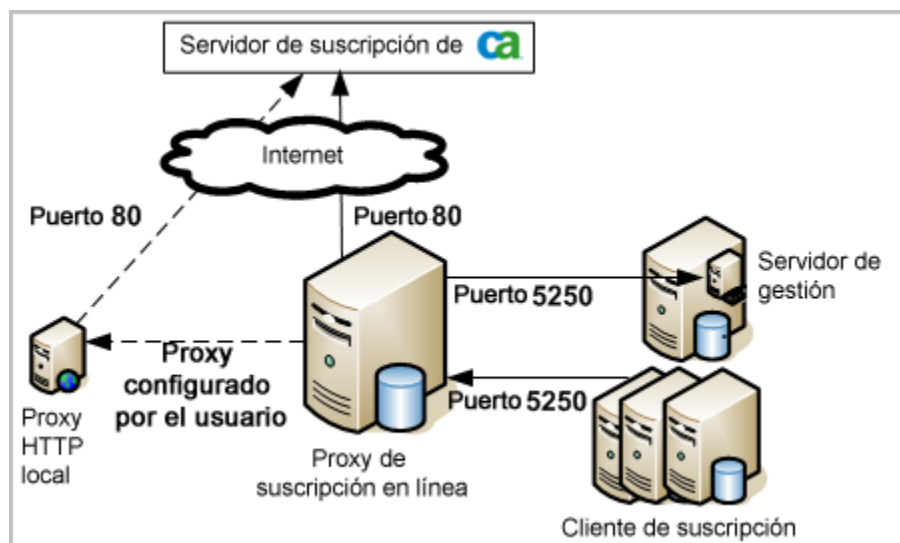 Servidor de suscripción de ca
Internet
Puerto 80
Puerto 80
Puerto 5250
Servidor de
gestión
Proxy
configurado
por el usuario
Puerto 5250
Proxy
HTTP
local
Proxy de
suscripción en línea
Cliente de suscripción